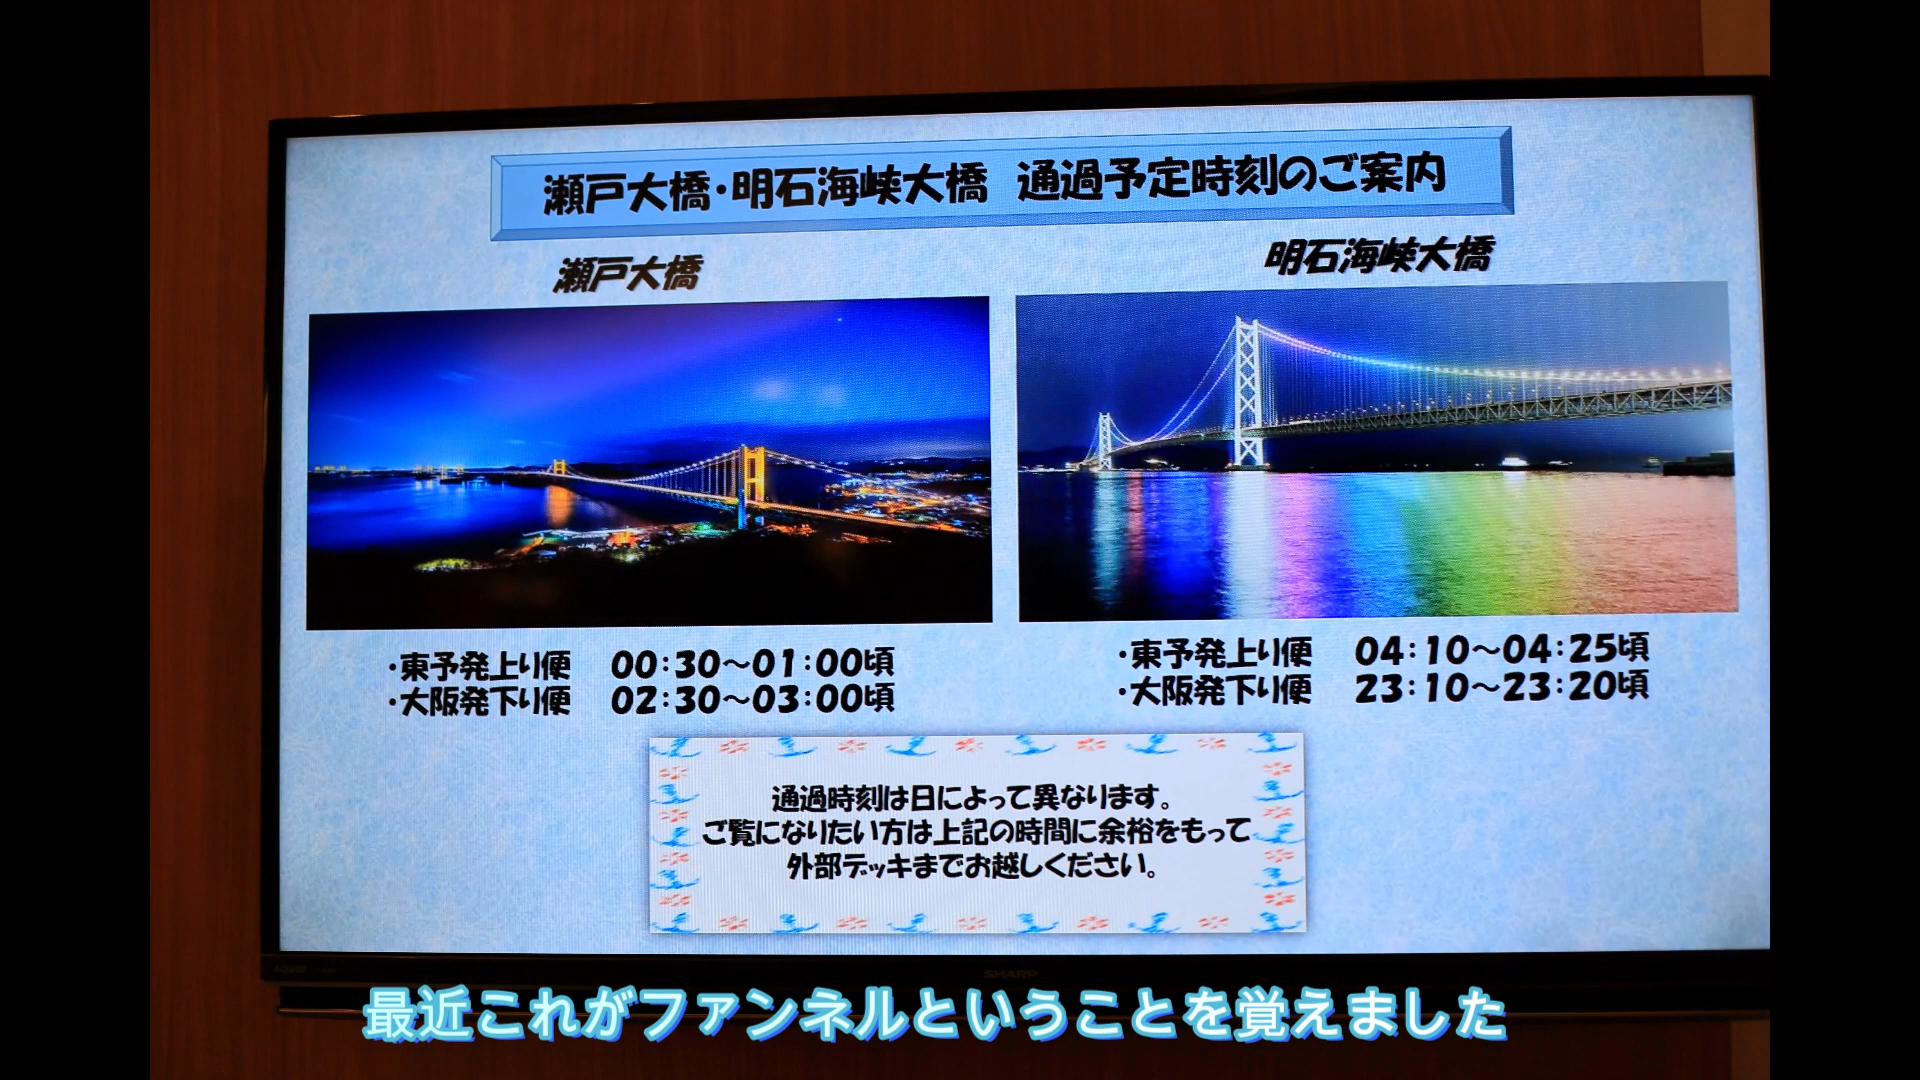 瀬戸大橋・明石海峡大橋 通過予定時刻のご案内
瀬戸大橋
・東予発上り便 00:30～01:00頃
・大阪発下り便 02:30～03:00頃
明石海峡大橋
・東予発上り便 04:10～04:25頃
・大阪発下り便 23:10～23:20頃
通過時刻は日によって異なります。
ご覧になりたい方は上記の時間に余裕をもって
外部デッキまでお越しください。
SHARP
最近これがファンネルということを覚えました